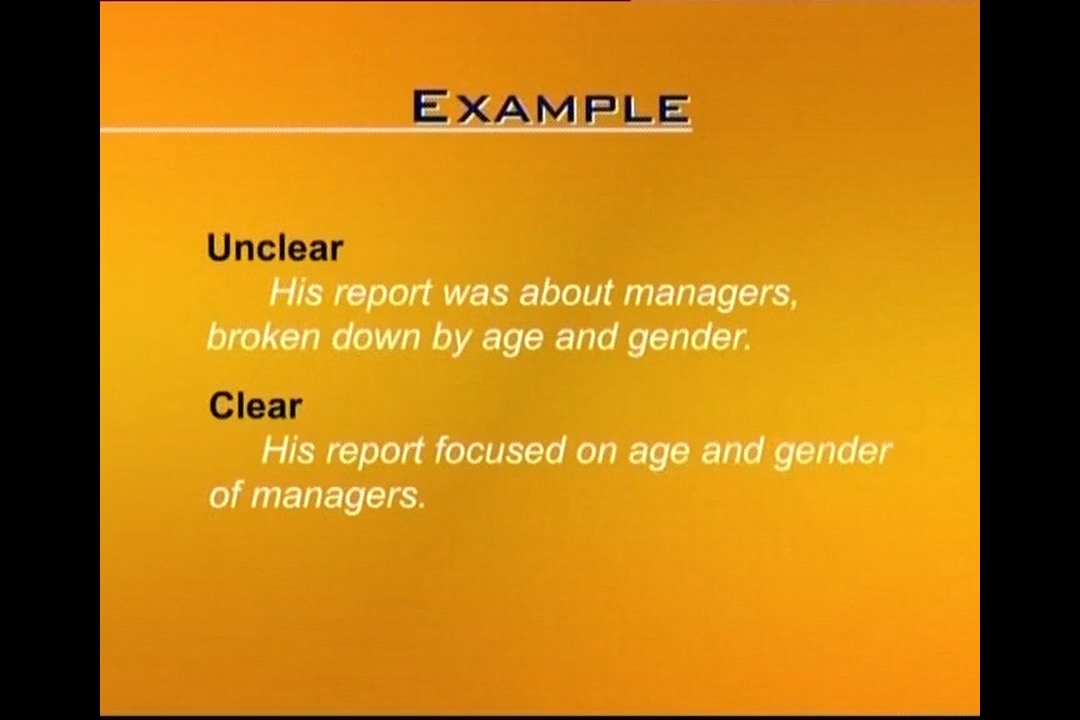 EXAMPLE
Unclear
His report was about managers,
broken down by age and gender.
Clear
His report focused on age and gender
of managers.